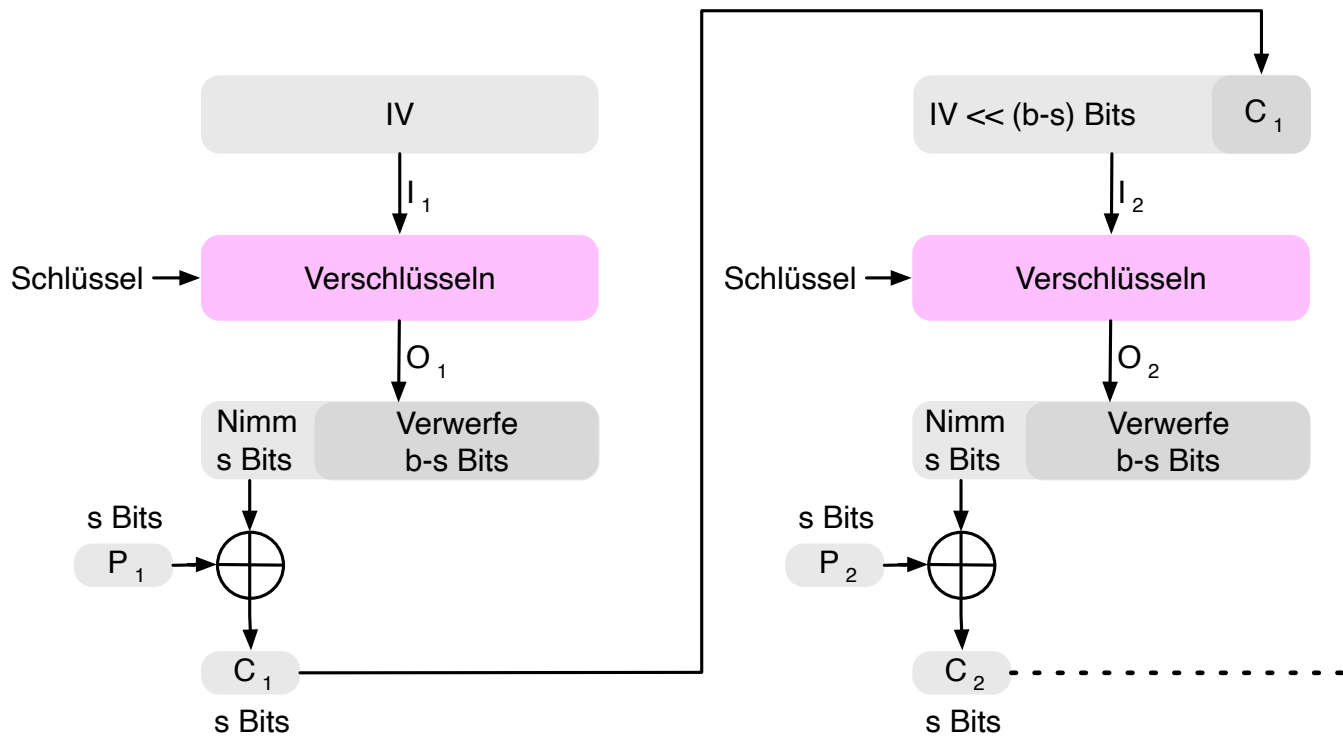 IV
I 1
Schlüssel
Verschlüsseln
O 1
Nimm
s Bits
Verwerfe
b-s Bits
s Bits
P 1
C 1
s Bits
IV << (b-s) Bits
C 1
I 2
Schlüssel
Verschlüsseln
O 2
Nimm
s Bits
Verwerfe
b-s Bits
s Bits
P 2
C 2
s Bits